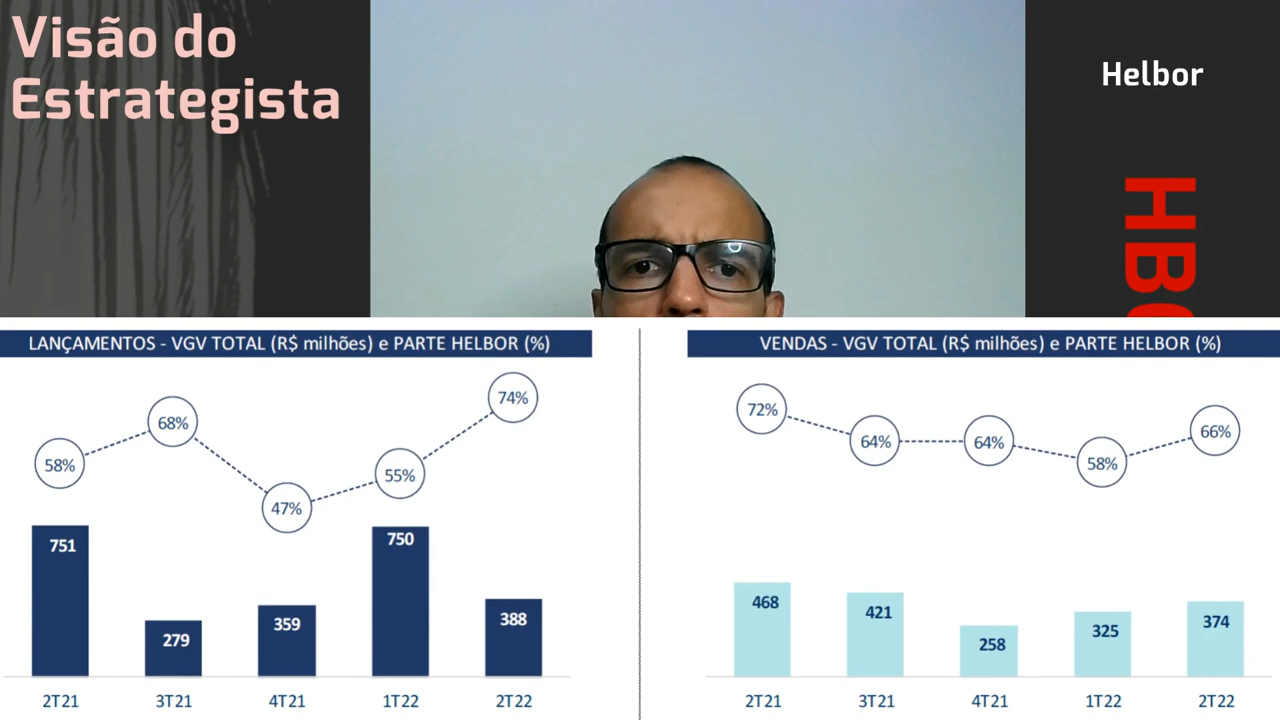 Visão do
Estrategista
Helbor
LANÇAMENTOS - VGV TOTAL (R$ milhões) e PARTE HELBOR (%)
58%
68%
47%
55%
74%
751
279
359
750
388
2T21
3T21
4T21
1T22
2T22
VENDAS - VGV TOTAL (R$ milhões) e PARTE HELBOR (%)
72%
64%
64%
58%
66%
468
421
258
325
374
2T21
3T21
4T21
1T22
2T22